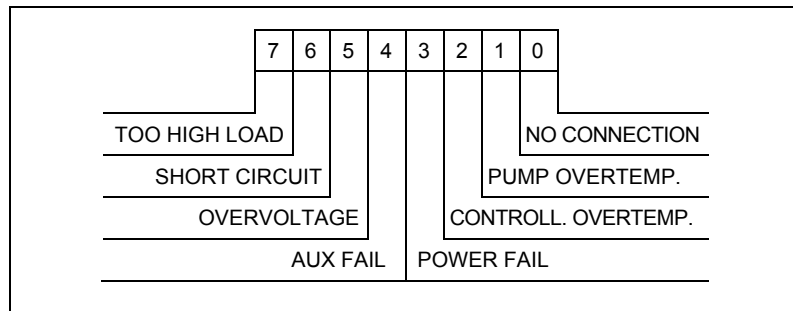 7 6 5 4 3 2 1 0
TOO HIGH LOAD NO CONNECTION
SHORT CIRCUIT PUMP OVERTEMP.
OVERVOLTAGE CONTROLL. OVERTEMP.
AUX FAIL POWER FAIL